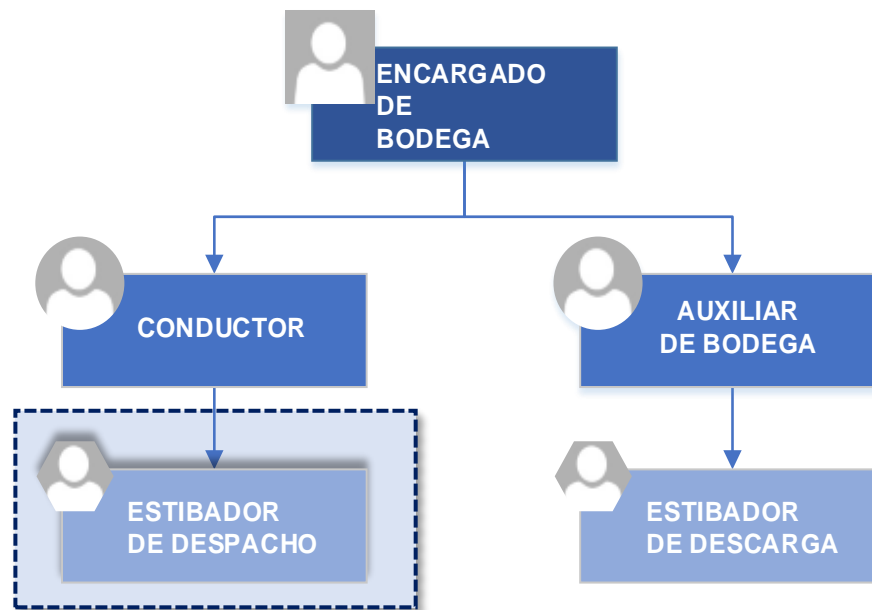 ENCARGADO
DE
BODEGA
CONDUCTOR
AUXILIAR
DE BODEGA
ESTIBADOR
DE DESPACHO
ESTIBADOR
DE DESCARGA